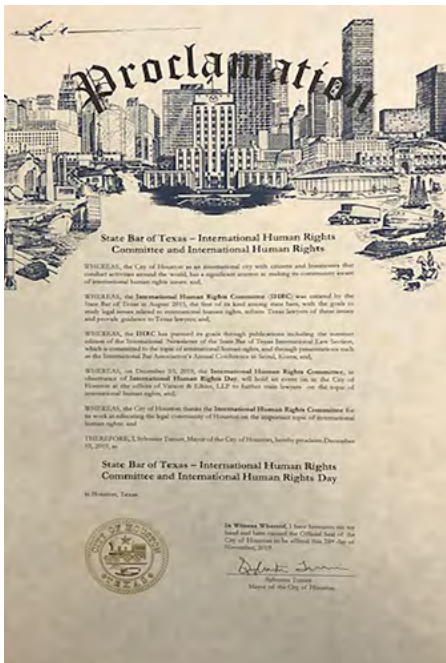 Proclamation
State Bar of Texas – International Human Rights
Committee and International Human Rights
WHEREAS, the City of Houston as an international city with citizens and businesses that
conduct activities around the world, has a significant interest in making its community aware
of international human rights issues; and,
WHEREAS, the International Human Rights Committee (IHRC) was created by the
State Bar of Texas in August 2015, the first of its kind among state bars, with the goals to
study legal issues related to international human rights, inform Texas lawyers of these issues
and provide guidance to Texas lawyers; and,
WHEREAS, the IHRC has pursued its goals through publications including the summer
edition of the International Newsletter of the State Bar of Texas International Law Section,
which is committed to the topic of international human rights, and through presentations such
as the International Bar Association's Annual Conference in Seoul, Korea; and,
WHEREAS, on December 10, 2019, the International Human Rights Committee, in
observance of International Human Rights Day, will hold an event on in the City of
Houston at the offices of Vinson & Elkins, LLP to further train lawyers on the topic of
international human rights; and,
WHEREAS, the City of Houston thanks the International Human Rights Committee for
its work in educating the legal community of Houston on the important topic of international
human rights; and
THEREFORE, I, Sylvester Turner, Mayor of the City of Houston, hereby proclaim December
10, 2019, as
State Bar of Texas – International Human Rights
Committee and International Human Rights Day
in Houston, Texas.
CITY OF HOUSTON
TEXAS
In Witness Whereof, I have hereunto set my
hand and have caused the Official Seal of the
City of Houston to be affixed this day of
November, 2019.
Sylvester Turner
Mayor of the City of Houston